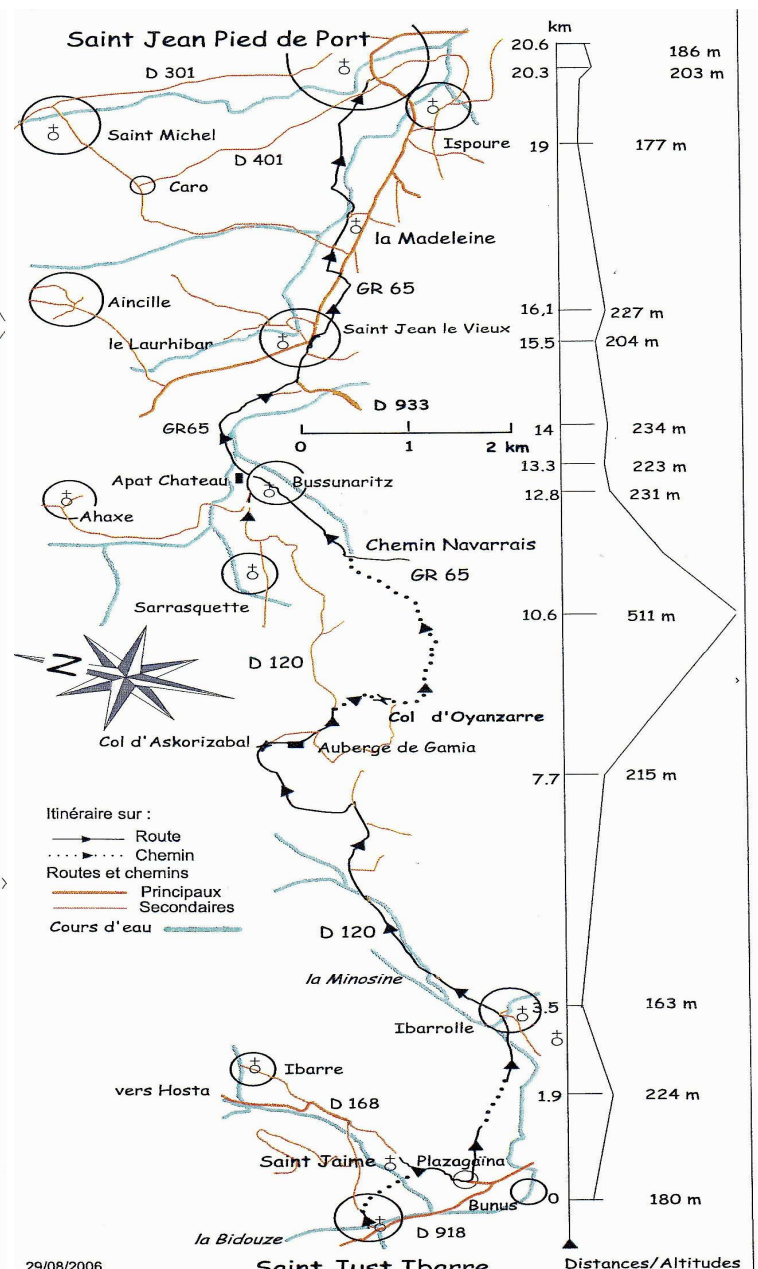 km
Saint Jean Pied de Port
20.6
186 m
D 301
20.3
203 m
Saint Michel
Ispoure
19
177 m
D 401
Caro
la Madeleine
GR 65
Aincille
16,1
227 m
Saint Jean le Vieux
le Laurhibar
15.5
204 m
D 933
GR65
14
234 m
0
1
2 km
13.3
223 m
Apat Chateau
Bussunaritz
12.8
231 m
Ahaxe
Chemin Navarrais
GR 65
Sarrasquette
10.6
511 m
N
D 120
Col d'Oyanzarre
Col d'Askorizabal
Auberge de Gamia
7.7
215 m
Itinéraire sur :
Route
Chemin
Routes et chemins
Principaux
Secondaires
Cours d'eau
D 120
la Minosine
3.5
163 m
Ibarrolle
Ibarre
vers Hosta
D 168
1.9
224 m
Saint Jaime
Plazagaïna
Bunus
0
180 m
D 918
la Bidouze
29/08/2006
Saint Just Ibarre
Distances/Altitudes